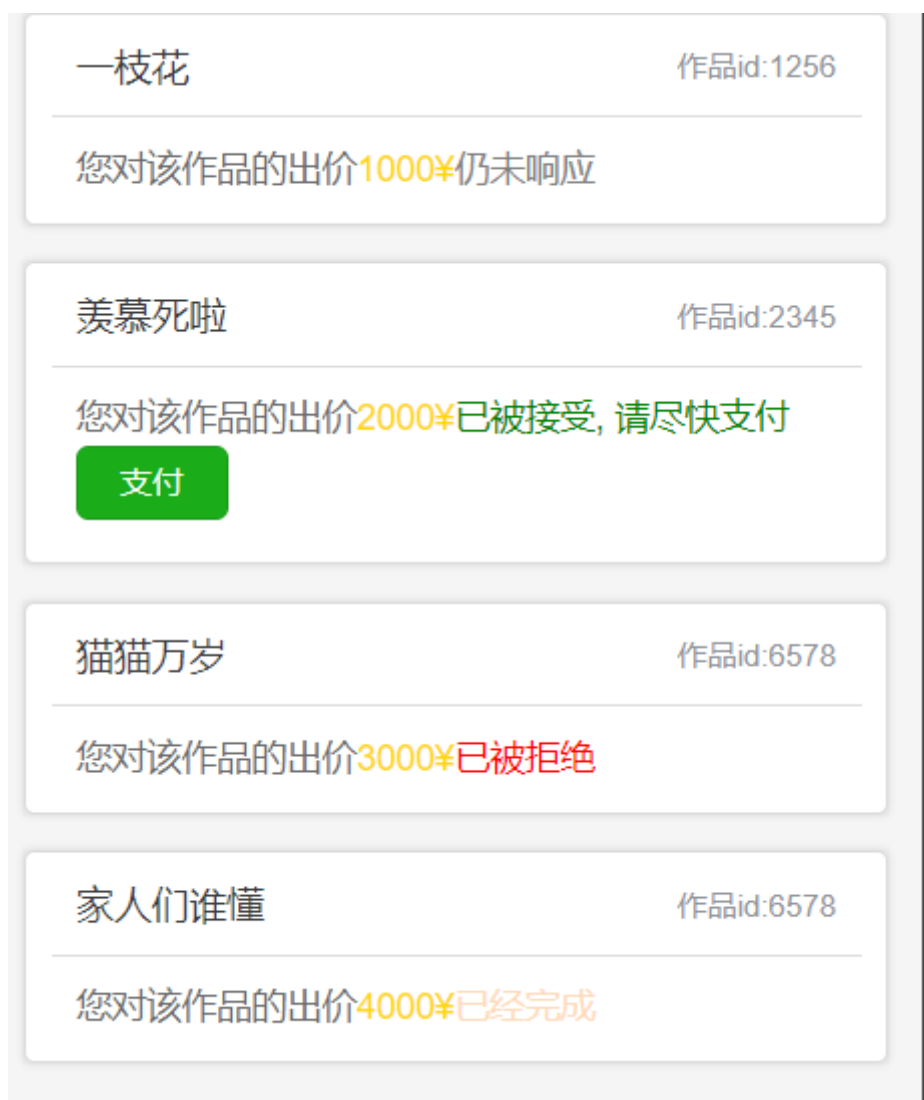 一枝花 作品id:1256
您对该作品的出价1000¥仍未响应
羡慕死啦 作品id:2345
您对该作品的出价2000¥已被接受, 请尽快支付
支付
猫猫万岁 作品id:6578
您对该作品的出价3000¥已被拒绝
家人们谁懂 作品id:6578
您对该作品的出价4000¥已经完成